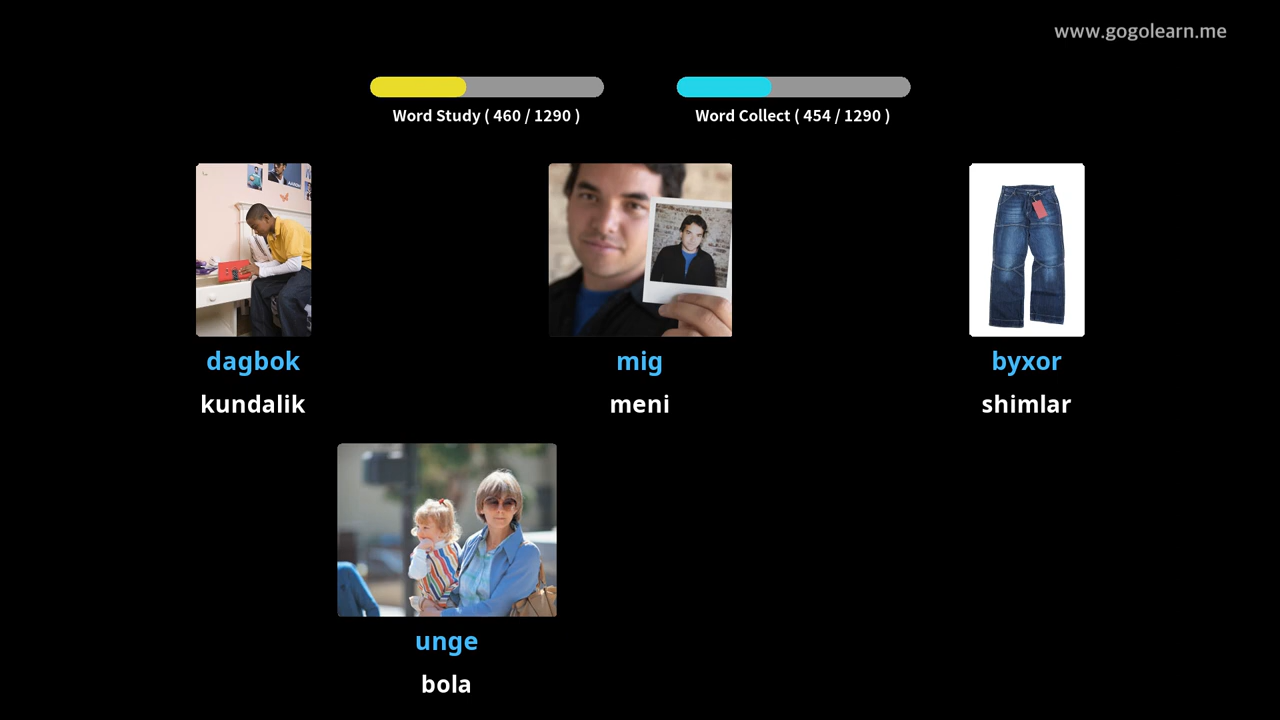 www.gogolearn.me
Word Study ( 460 / 1290 )
Word Collect ( 454 / 1290 )
dagbok
mig
byxor
kundalik
meni
shimlar
unge
bola